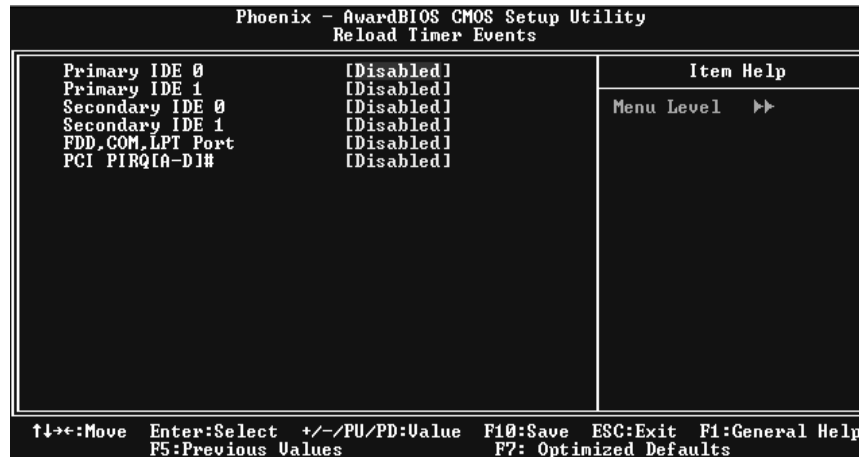 Phoenix - AwardBIOS CMOS Setup Utility
Reload Timer Events
Primary IDE 0 [Disabled]
Primary IDE 1 [Disabled]
Secondary IDE 0 [Disabled]
Secondary IDE 1 [Disabled]
FDD,COM,LPT Port [Disabled]
PCI PIRQ[A-D]# [Disabled]
Item Help
Menu Level ►►
↑↓→←:Move Enter:Select +/-/PU/PD:Value F10:Save ESC:Exit F1:General Help
F5:Previous Values F7: Optimized Defaults